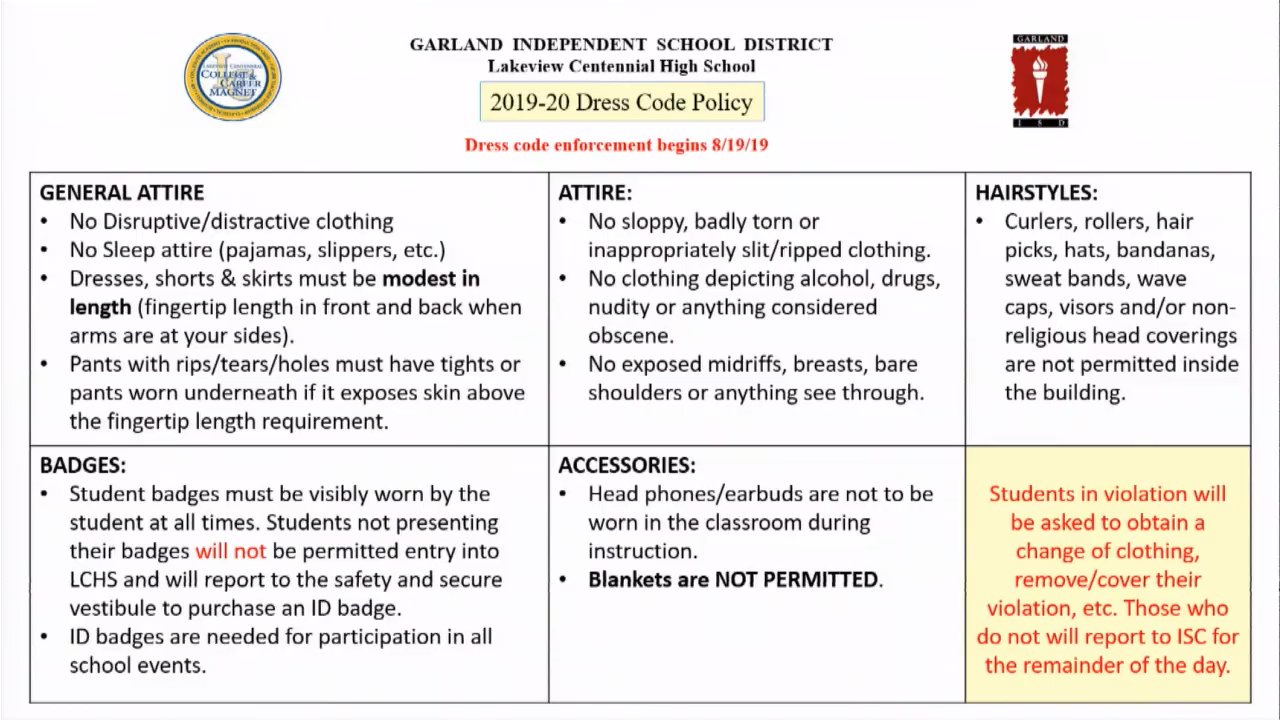 GARLAND INDEPENDENT SCHOOL DISTRICT
Lakeview Centennial High School
2019-20 Dress Code Policy
Dress code enforcement begins 8/19/19
LAKEVIEW CENTENNIAL
COLLEGE &
CAREER
MAGNET
GARLAND
I S D
GENERAL ATTIRE
• No Disruptive/distractive clothing
• No Sleep attire (pajamas, slippers, etc.)
• Dresses, shorts & skirts must be modest in
length (fingertip length in front and back when
arms are at your sides).
• Pants with rips/tears/holes must have tights or
pants worn underneath if it exposes skin above
the fingertip length requirement.
ATTIRE:
• No sloppy, badly torn or
inappropriately slit/ripped clothing.
• No clothing depicting alcohol, drugs,
nudity or anything considered
obscene.
• No exposed midriffs, breasts, bare
shoulders or anything see through.
HAIRSTYLES:
• Curlers, rollers, hair
picks, hats, bandanas,
sweat bands, wave
caps, visors and/or non-
religious head coverings
are not permitted inside
the building.
BADGES:
• Student badges must be visibly worn by the
student at all times. Students not presenting
their badges will not be permitted entry into
LCHS and will report to the safety and secure
vestibule to purchase an ID badge.
• ID badges are needed for participation in all
school events.
ACCESSORIES:
• Head phones/earbuds are not to be
worn in the classroom during
instruction.
• Blankets are NOT PERMITTED.
Students in violation will
be asked to obtain a
change of clothing,
remove/cover their
violation, etc. Those who
do not will report to ISC for
the remainder of the day.